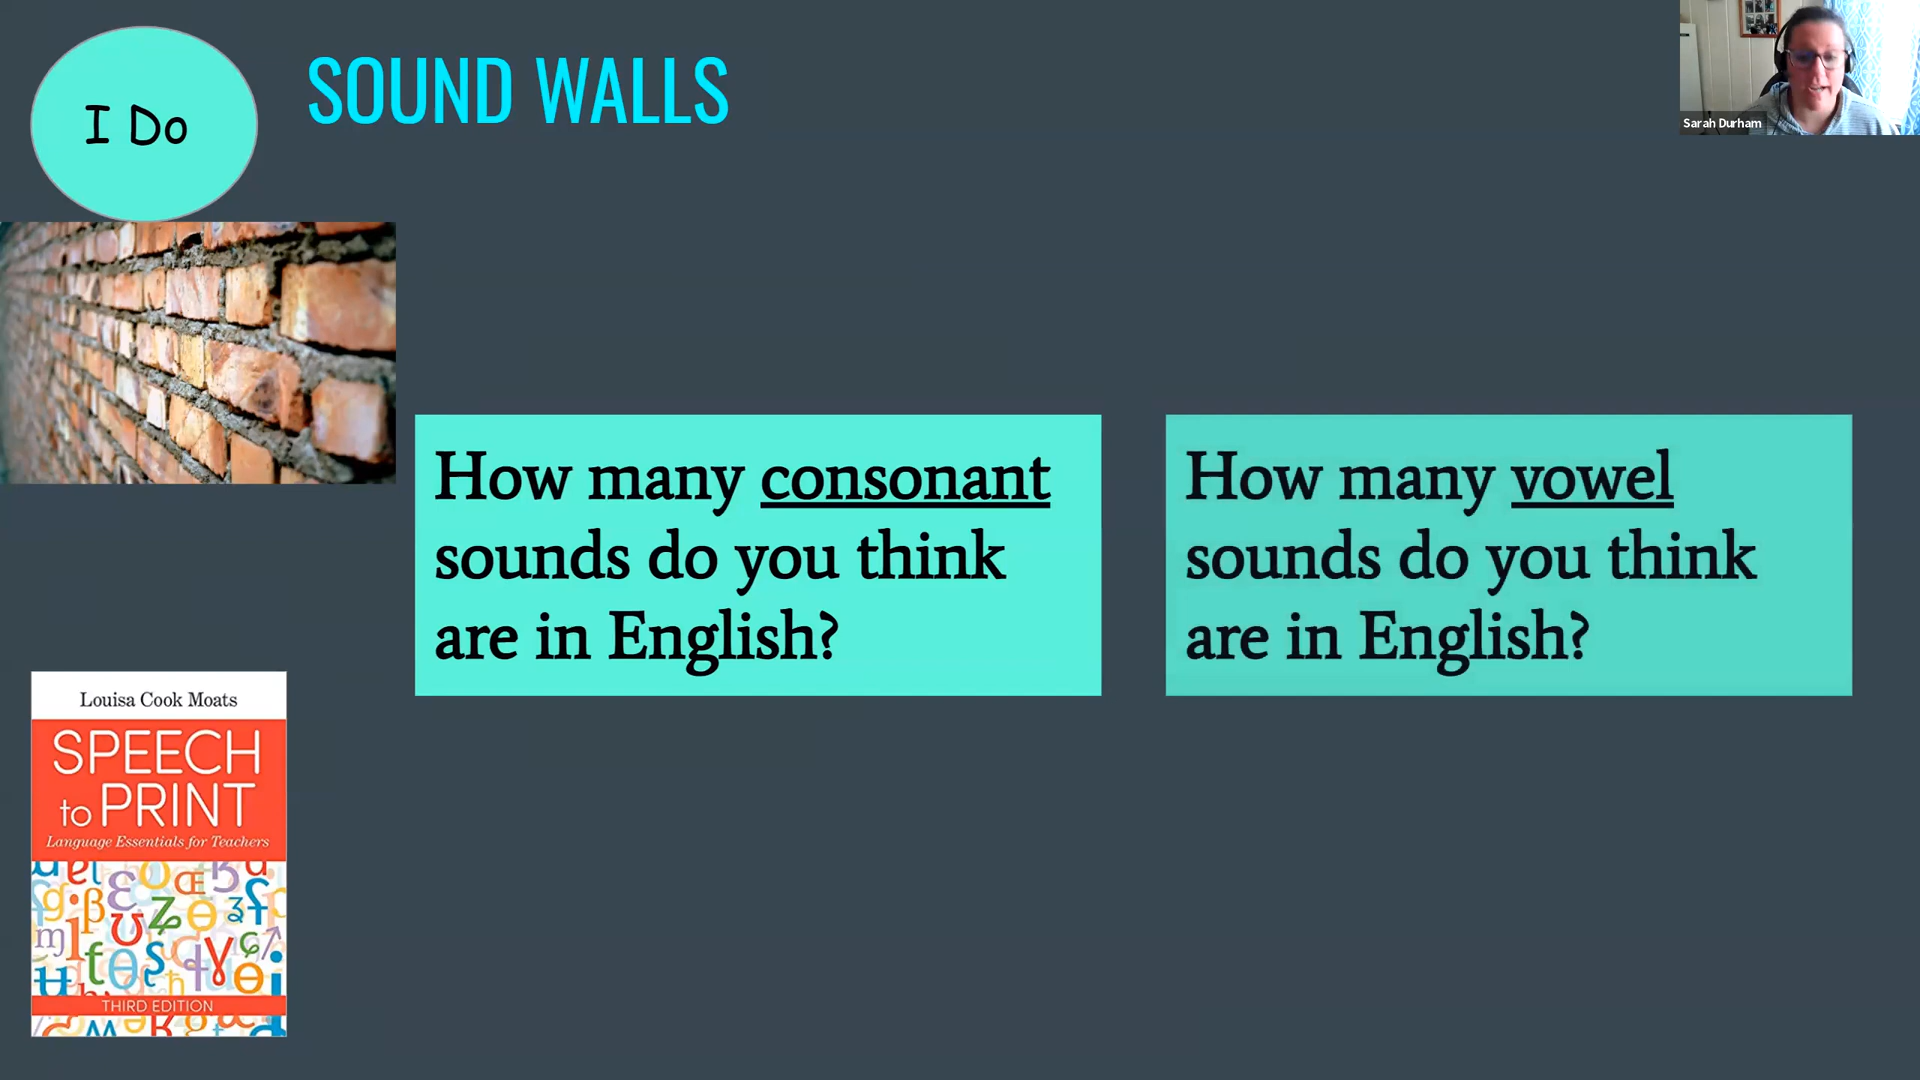 I Do
SOUND WALLS
Sarah Durham
How many consonant
sounds do you think
are in English?
How many vowel
sounds do you think
are in English?
Louisa Cook Moats
SPEECH
to PRINT
Language Essentials for Teachers
THIRD EDITION